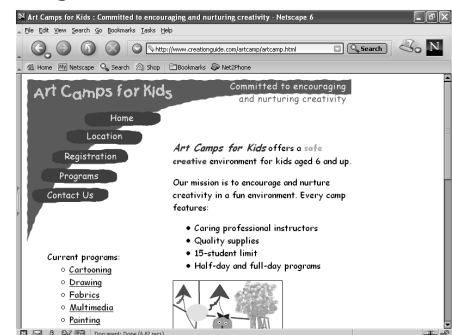 Art Camps for Kids : Committed to encouraging and nurturing creativity - Netscape 6
File Edit View Search Go Bookmarks Tasks Help
http://www.creationguide.com/artcamp/artcamp.html
Search
N
Home Netscape Search Shop Bookmarks Net2Phone
Art Camps for Kids
Committed to encouraging
and nurturing creativity
Home
Location
Registration
Programs
Contact Us
Art Camps for Kids offers a safe
creative environment for kids aged 6 and up.
Our mission is to encourage and nurture
creativity in a fun environment. Every camp
features:
Caring professional instructors
Quality supplies
15-student limit
Half-day and full-day programs
Current programs:
Cartooning
Drawing
Fabrics
Multimedia
Painting